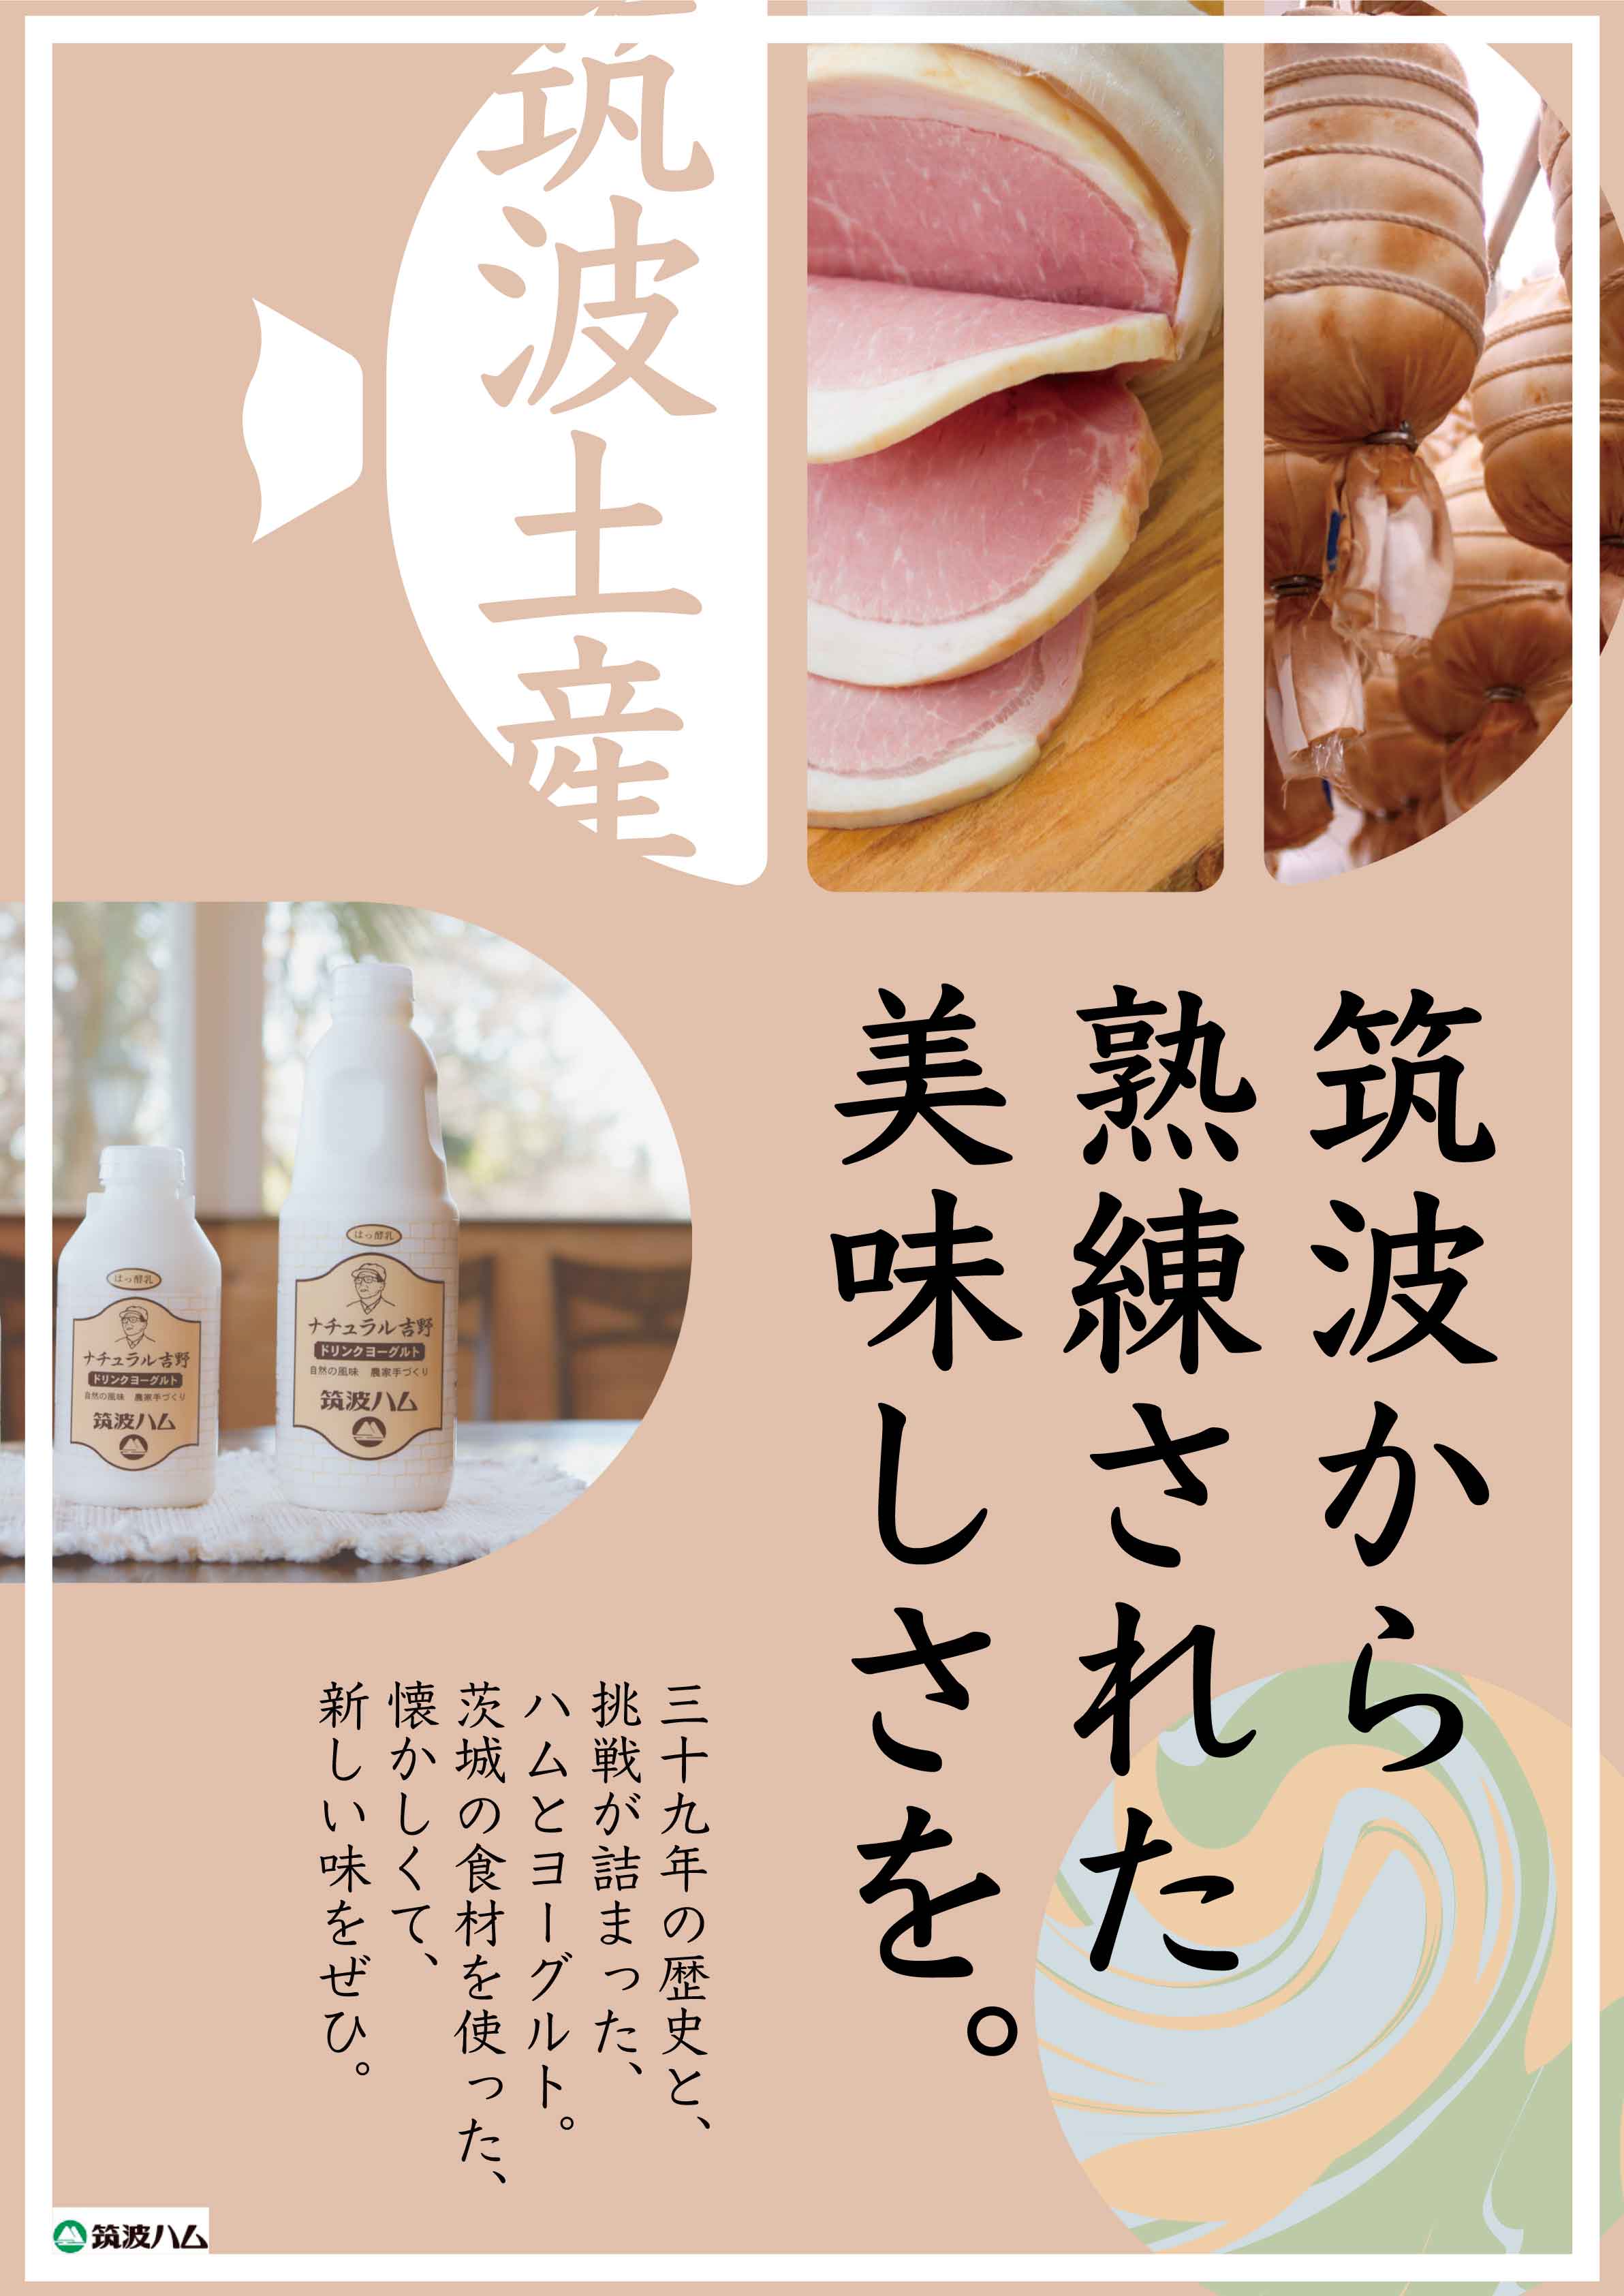 筑波土産
筑波から
熟練された
美味しさを。
はっ酵乳
ナチュラル吉野
ドリンクヨーグルト
自然の風味　農家手づくり
筑波ハム
はっ酵乳
ナチュラル吉野
ドリンクヨーグルト
自然の風味　農家手づくり
筑波ハム
三十九年の歴史と、
挑戦が詰まった、
ハムとヨーグルト。
茨城の食材を使った、
懐かしくて、
新しい味をぜひ。
筑波ハム